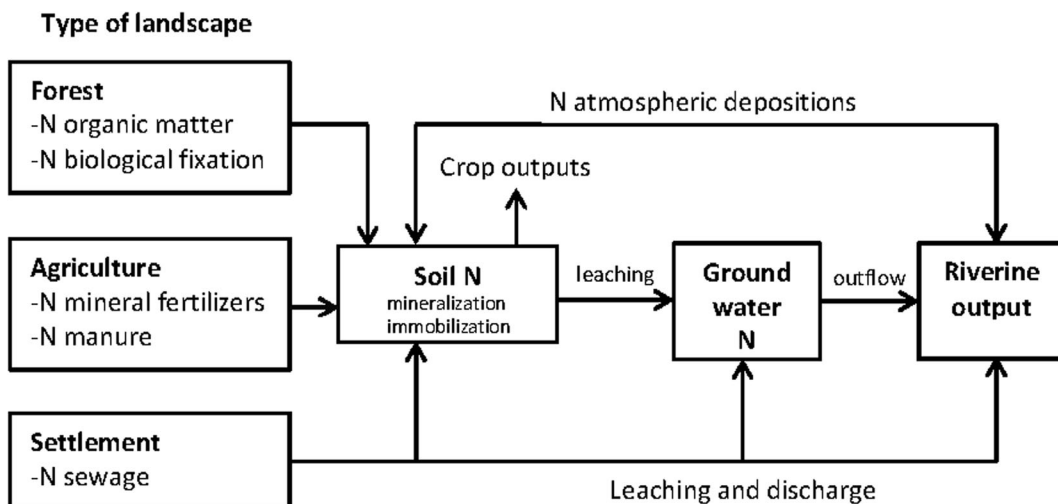 Type of landscape
Forest
-N organic matter
-N biological fixation
N atmospheric depositions
Crop outputs
Agriculture
-N mineral fertilizers
-N manure
Soil N
mineralization
immobilization
leaching
Ground
water
N
outflow
Riverine
output
Settlement
-N sewage
Leaching and discharge